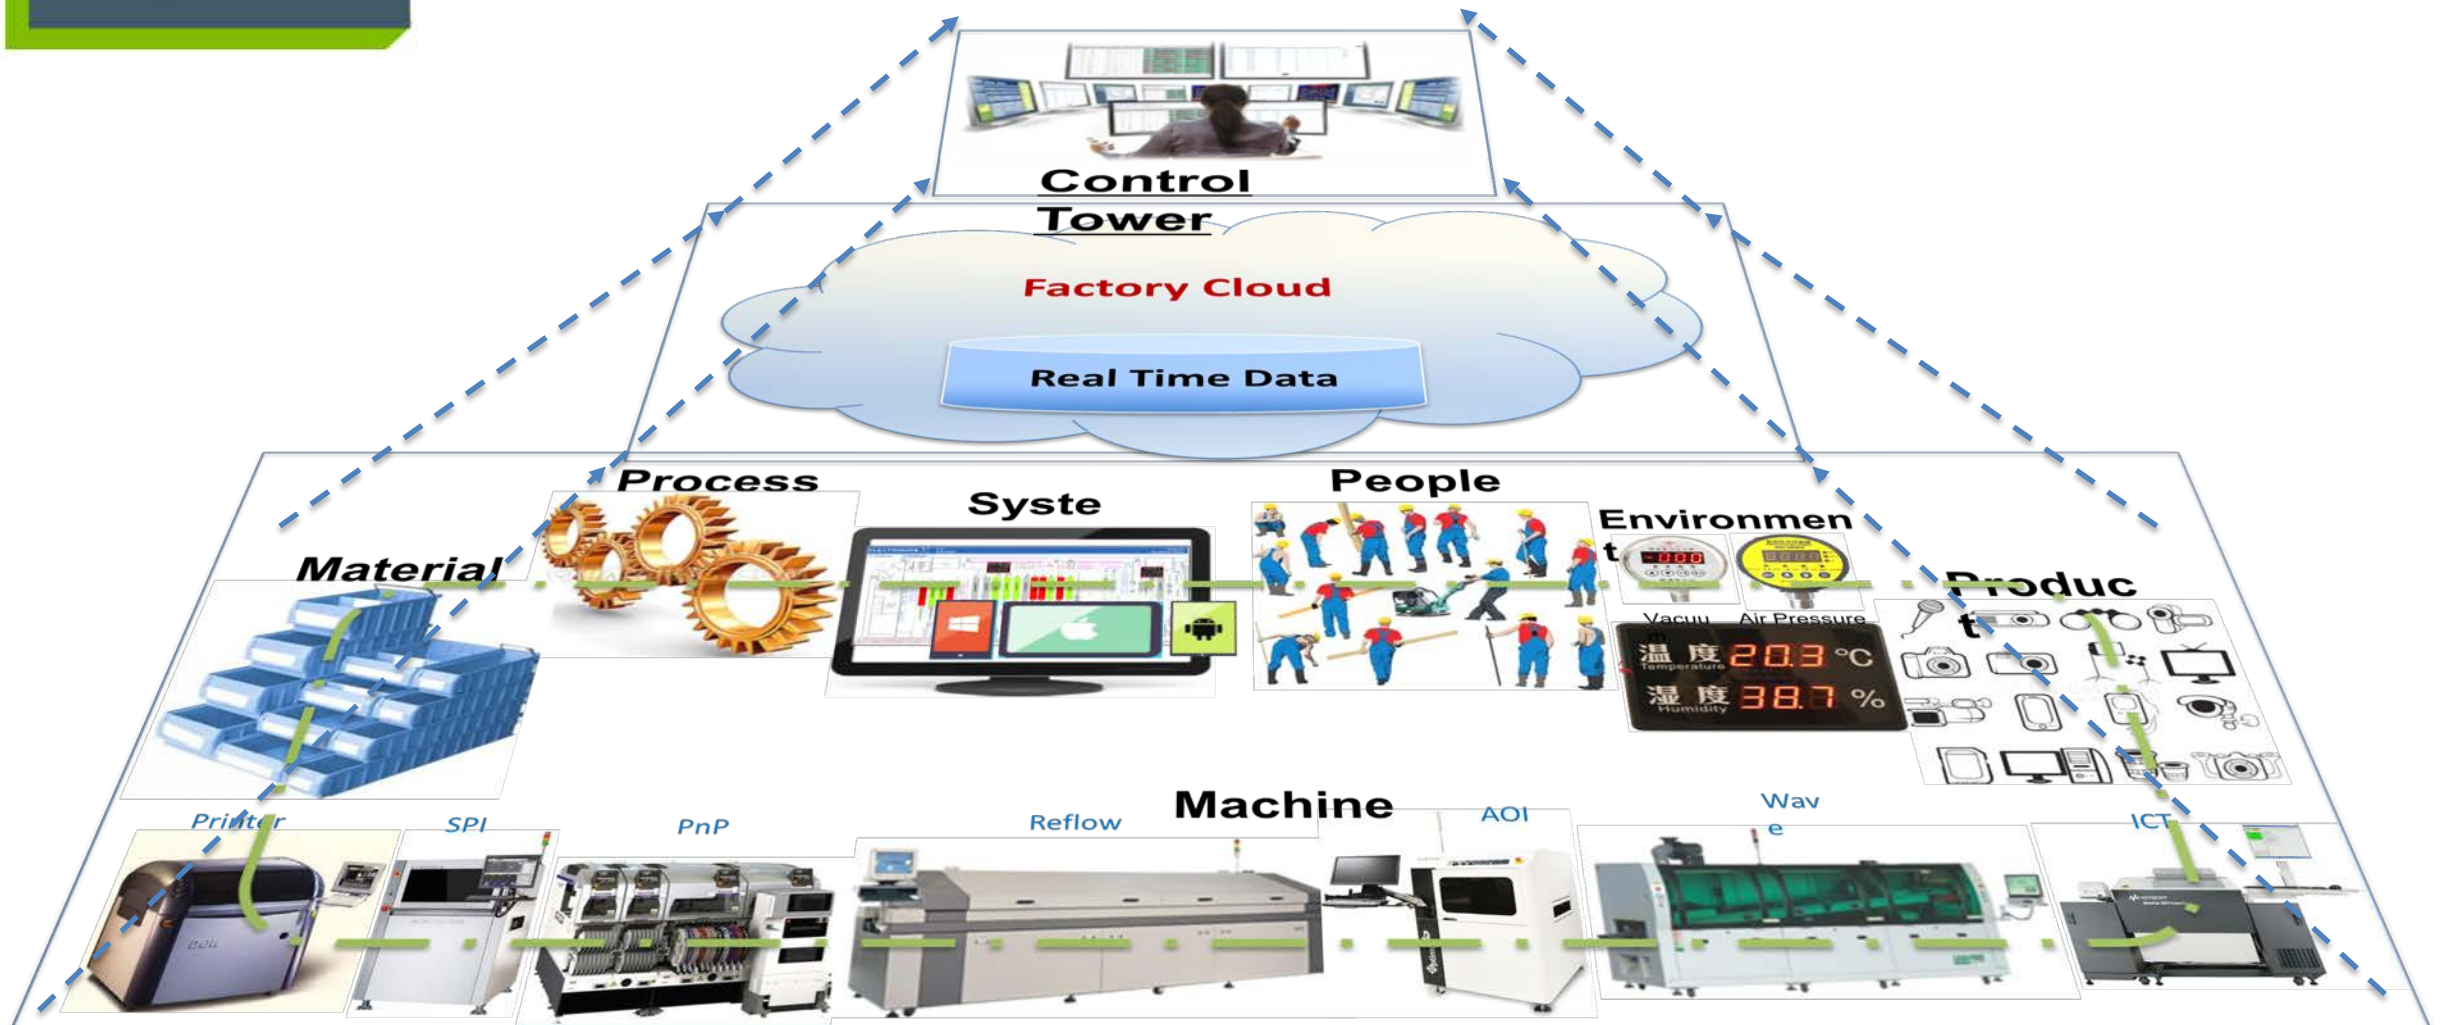 Control
Tower
Factory Cloud
Real Time Data
Process
Syste
People
Environmen
t
Material
Produc
t
Vacuu
m
Air Pressure
温 度 20.3 °C
Temperature
湿 度 38.7 %
Humidity
Machine
Printer
SPI
PnP
Reflow
AOI
Wav
e
ICT